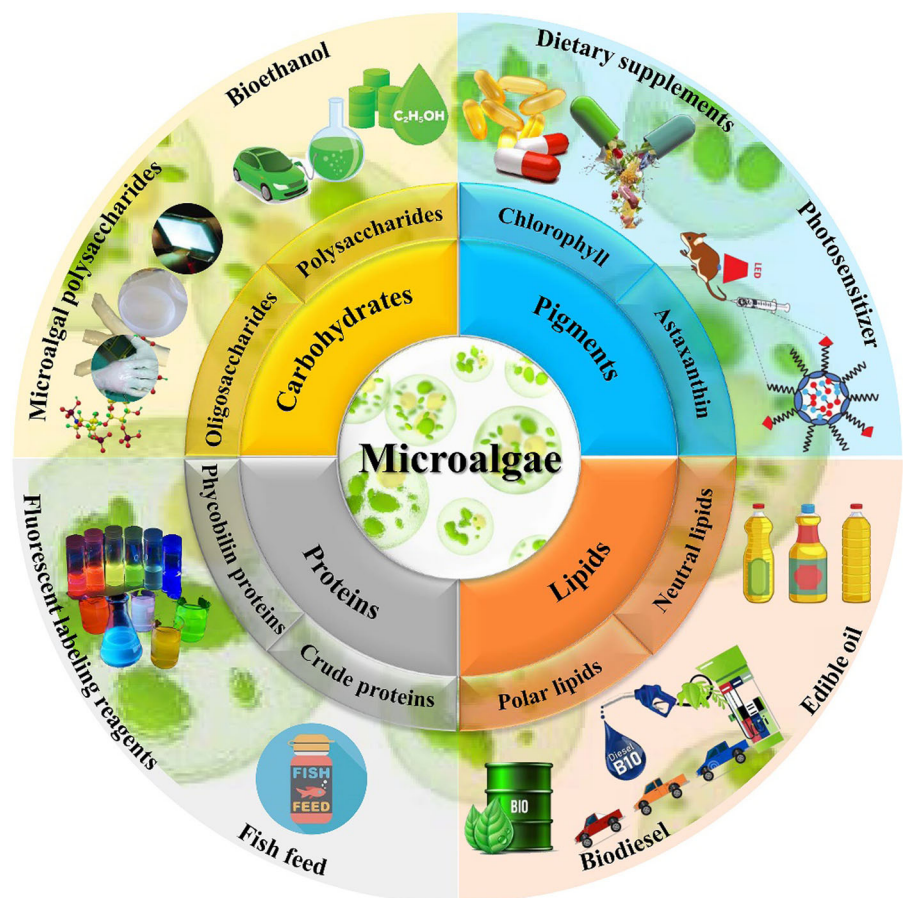 Bioethanol
C₂H₅OH
Microalgal polysaccharides
Polysaccharides
Oligosaccharides
Carbohydrates
Dietary supplements
Photosensitizer
LED
Chlorophyll
Astaxanthin
Pigments
Microalgae
Proteins
Phycobilin proteins
Crude proteins
Fluorescent labeling reagents
FISH
FEED
Fish feed
Lipids
Neutral lipids
Polar lipids
Edible oil
Diesel
B10
BIO
Biodiesel